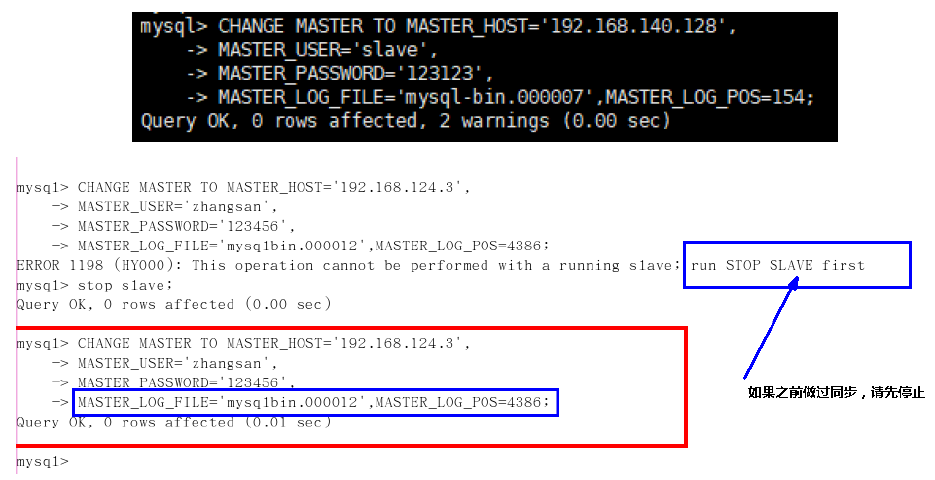 mysql> CHANGE MASTER TO MASTER_HOST='192.168.140.128',
-> MASTER_USER='slave',
-> MASTER_PASSWORD='123123',
-> MASTER_LOG_FILE='mysql-bin.000007',MASTER_LOG_POS=154;
Query OK, 0 rows affected, 2 warnings (0.00 sec)
mysql> CHANGE MASTER TO MASTER_HOST='192.168.124.3',
-> MASTER_USER='zhangsan',
-> MASTER_PASSWORD='123456',
-> MASTER_LOG_FILE='mysqlbin.000012',MASTER_LOG_POS=4386;
ERROR 1198 (HY000): This operation cannot be performed with a running slave; run STOP SLAVE first
mysql> stop slave;
Query OK, 0 rows affected (0.00 sec)
mysql> CHANGE MASTER TO MASTER_HOST='192.168.124.3',
-> MASTER_USER='zhangsan',
-> MASTER_PASSWORD='123456',
-> MASTER_LOG_FILE='mysqlbin.000012',MASTER_LOG_POS=4386;
如果之前做过同步，请先停止
Query OK, 0 rows affected (0.01 sec)
mysql>